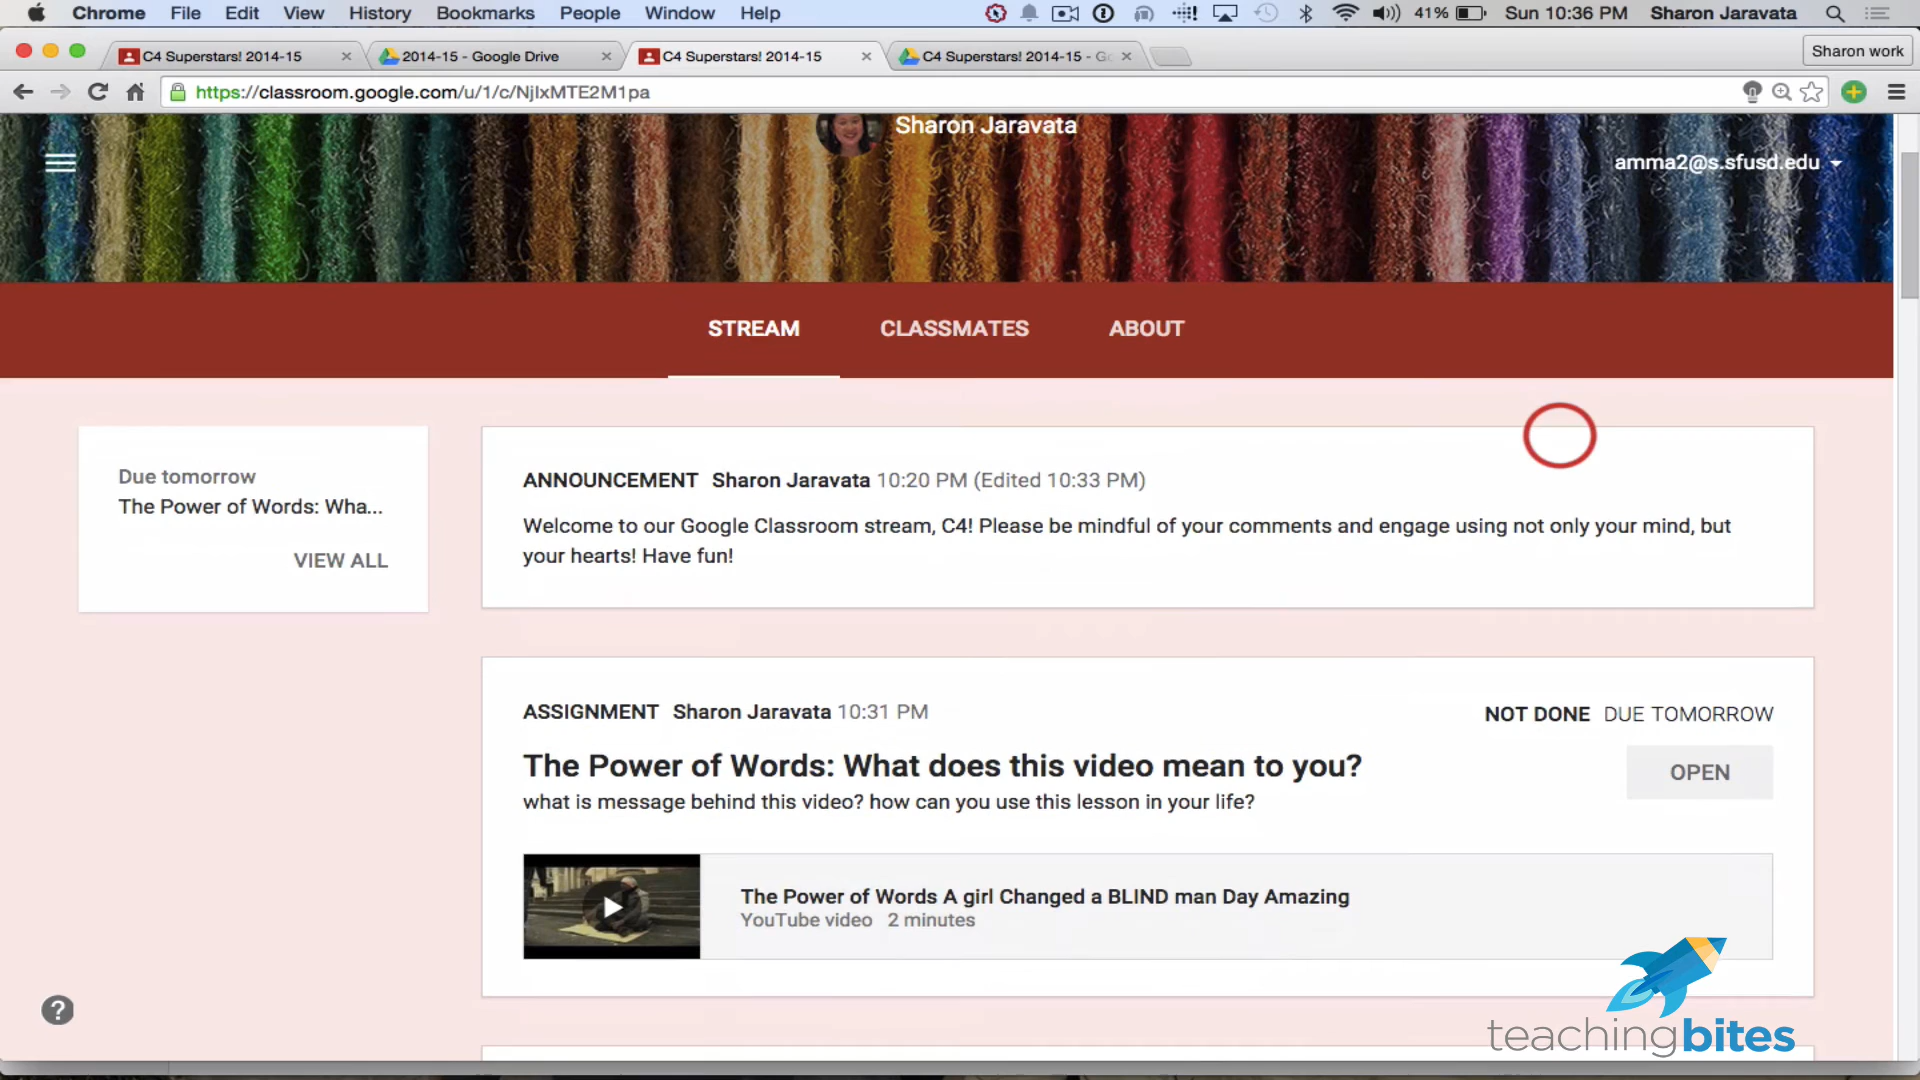 Chrome File Edit View History Bookmarks People Window Help 41% Sun 10:36 PM Sharon Jaravata
C4 Superstars! 2014-15 2014-15 - Google Drive C4 Superstars! 2014-15 C4 Superstars! 2014-15 - Go Sharon work
https://classroom.google.com/u/1/c/NjIxMTE2M1pa
Sharon Jaravata
amma2@s.sfusd.edu
STREAM CLASSMATES ABOUT
Due tomorrow
The Power of Words: Wha...
VIEW ALL
ANNOUNCEMENT Sharon Jaravata 10:20 PM (Edited 10:33 PM)
Welcome to our Google Classroom stream, C4! Please be mindful of your comments and engage using not only your mind, but
your hearts! Have fun!
ASSIGNMENT Sharon Jaravata 10:31 PM
NOT DONE DUE TOMORROW
The Power of Words: What does this video mean to you?
OPEN
what is message behind this video? how can you use this lesson in your life?
The Power of Words A girl Changed a BLIND man Day Amazing
YouTube video 2 minutes
?
teachingbites